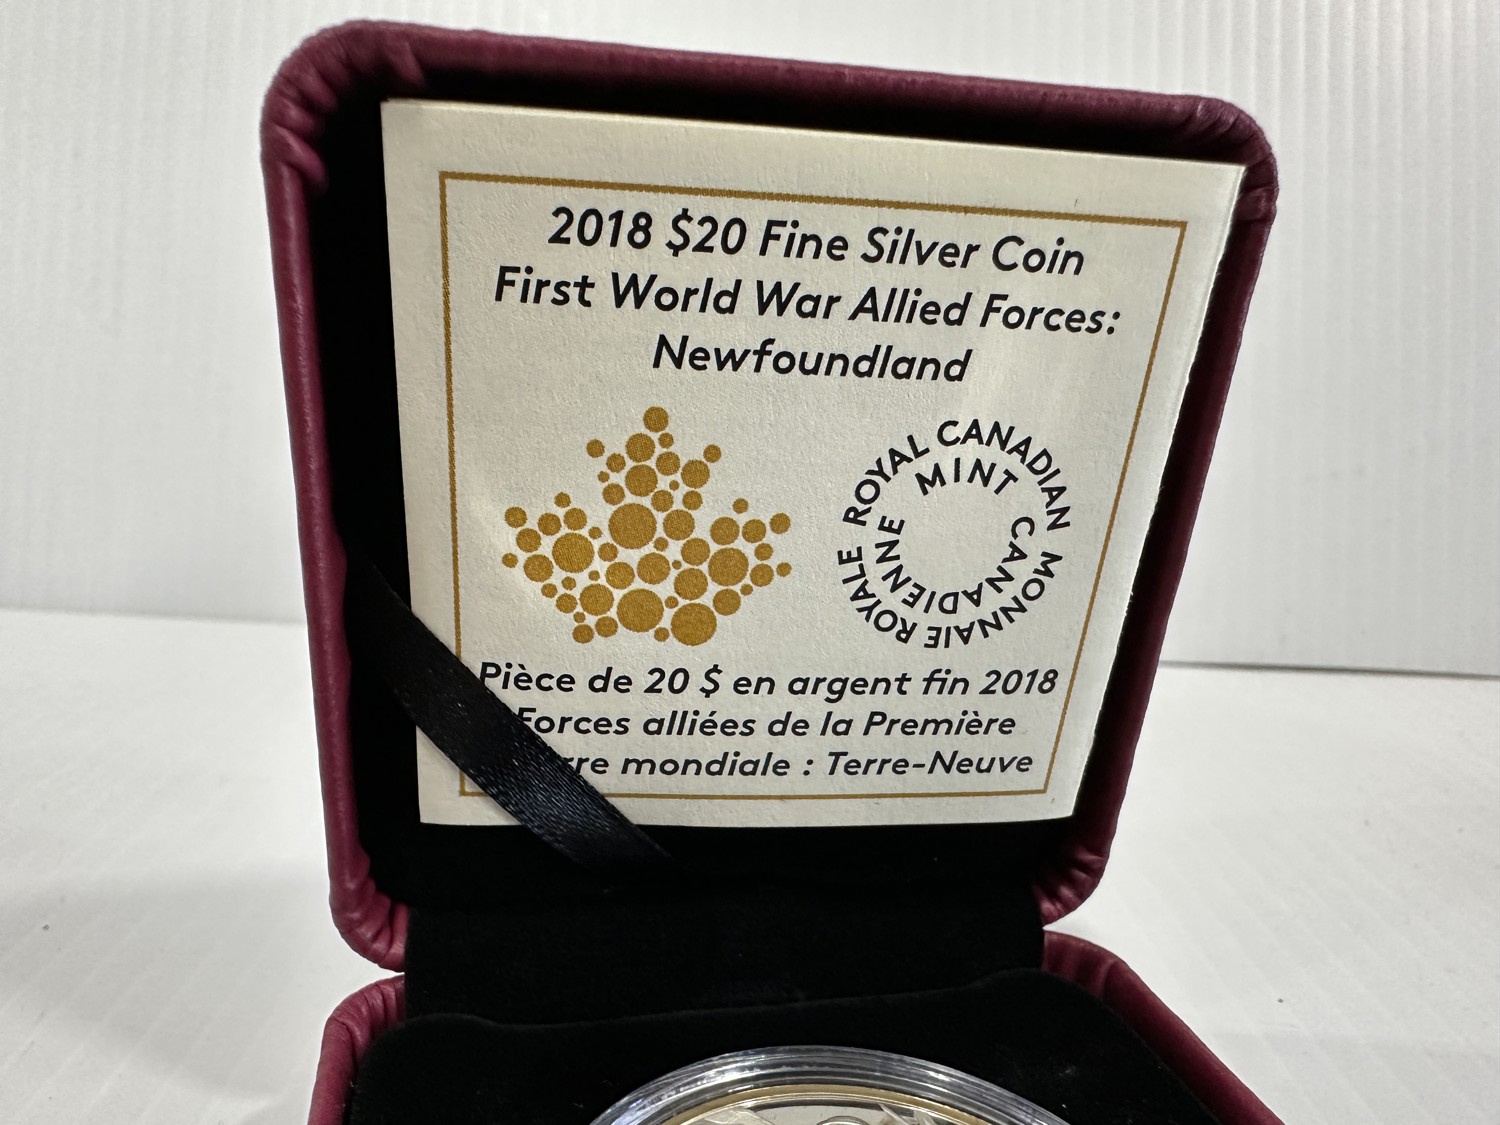 2018 $20 Fine Silver Coin
First World War Allied Forces:
Newfoundland
ROYAL CANADIAN
MINT
MONNAIE ROYALE
CANADIENNE
Pièce de 20 $ en argent fin 2018
Forces alliées de la Première
mondiale : Terre-Neuve